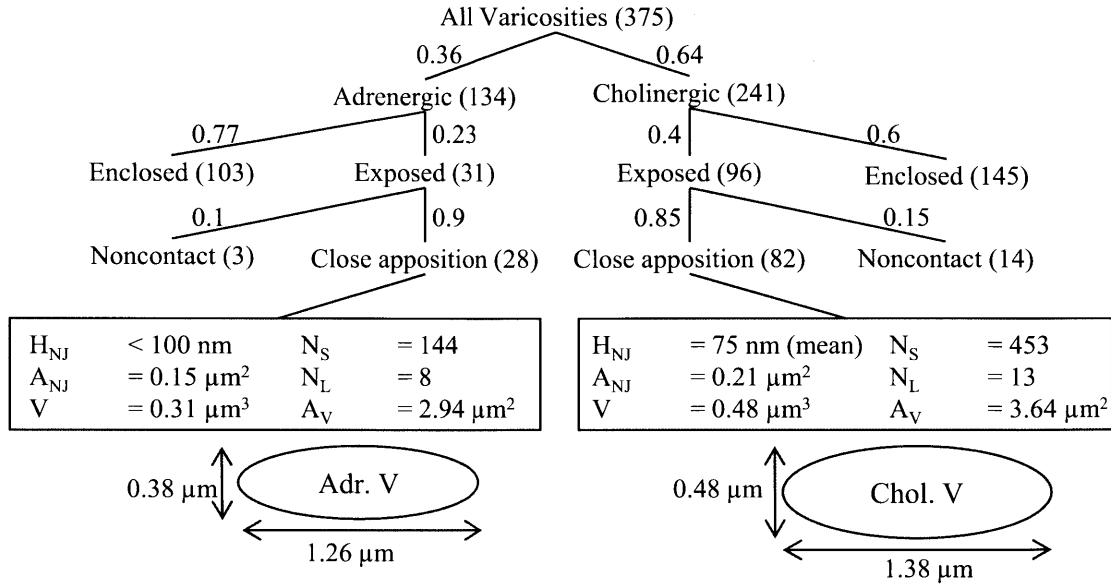 All Varicosities (375)
0.36 0.64
Adrenergic (134) Cholinergic (241)
0.77 0.23 0.4 0.6
Enclosed (103) Exposed (31) Exposed (96) Enclosed (145)
0.1 0.9 0.85 0.15
Noncontact (3) Close apposition (28) Close apposition (82) Noncontact (14)
H_NJ < 100 nm N_S = 144
A_NJ = 0.15 µm² N_L = 8
V = 0.31 µm³ A_V = 2.94 µm²
H_NJ = 75 nm (mean) N_S = 453
A_NJ = 0.21 µm² N_L = 13
V = 0.48 µm³ A_V = 3.64 µm²
0.38 µm Adr. V
1.26 µm
0.48 µm Chol. V
1.38 µm